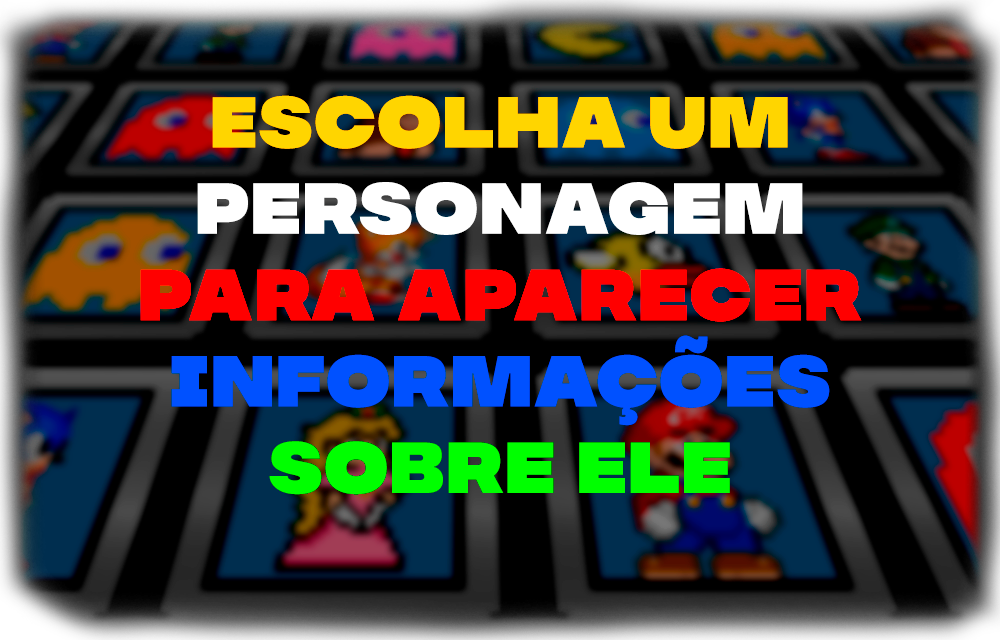 ESCOLHA UM
PERSONAGEM
PARA APARECER
INFORMAÇÕES
SOBRE ELE